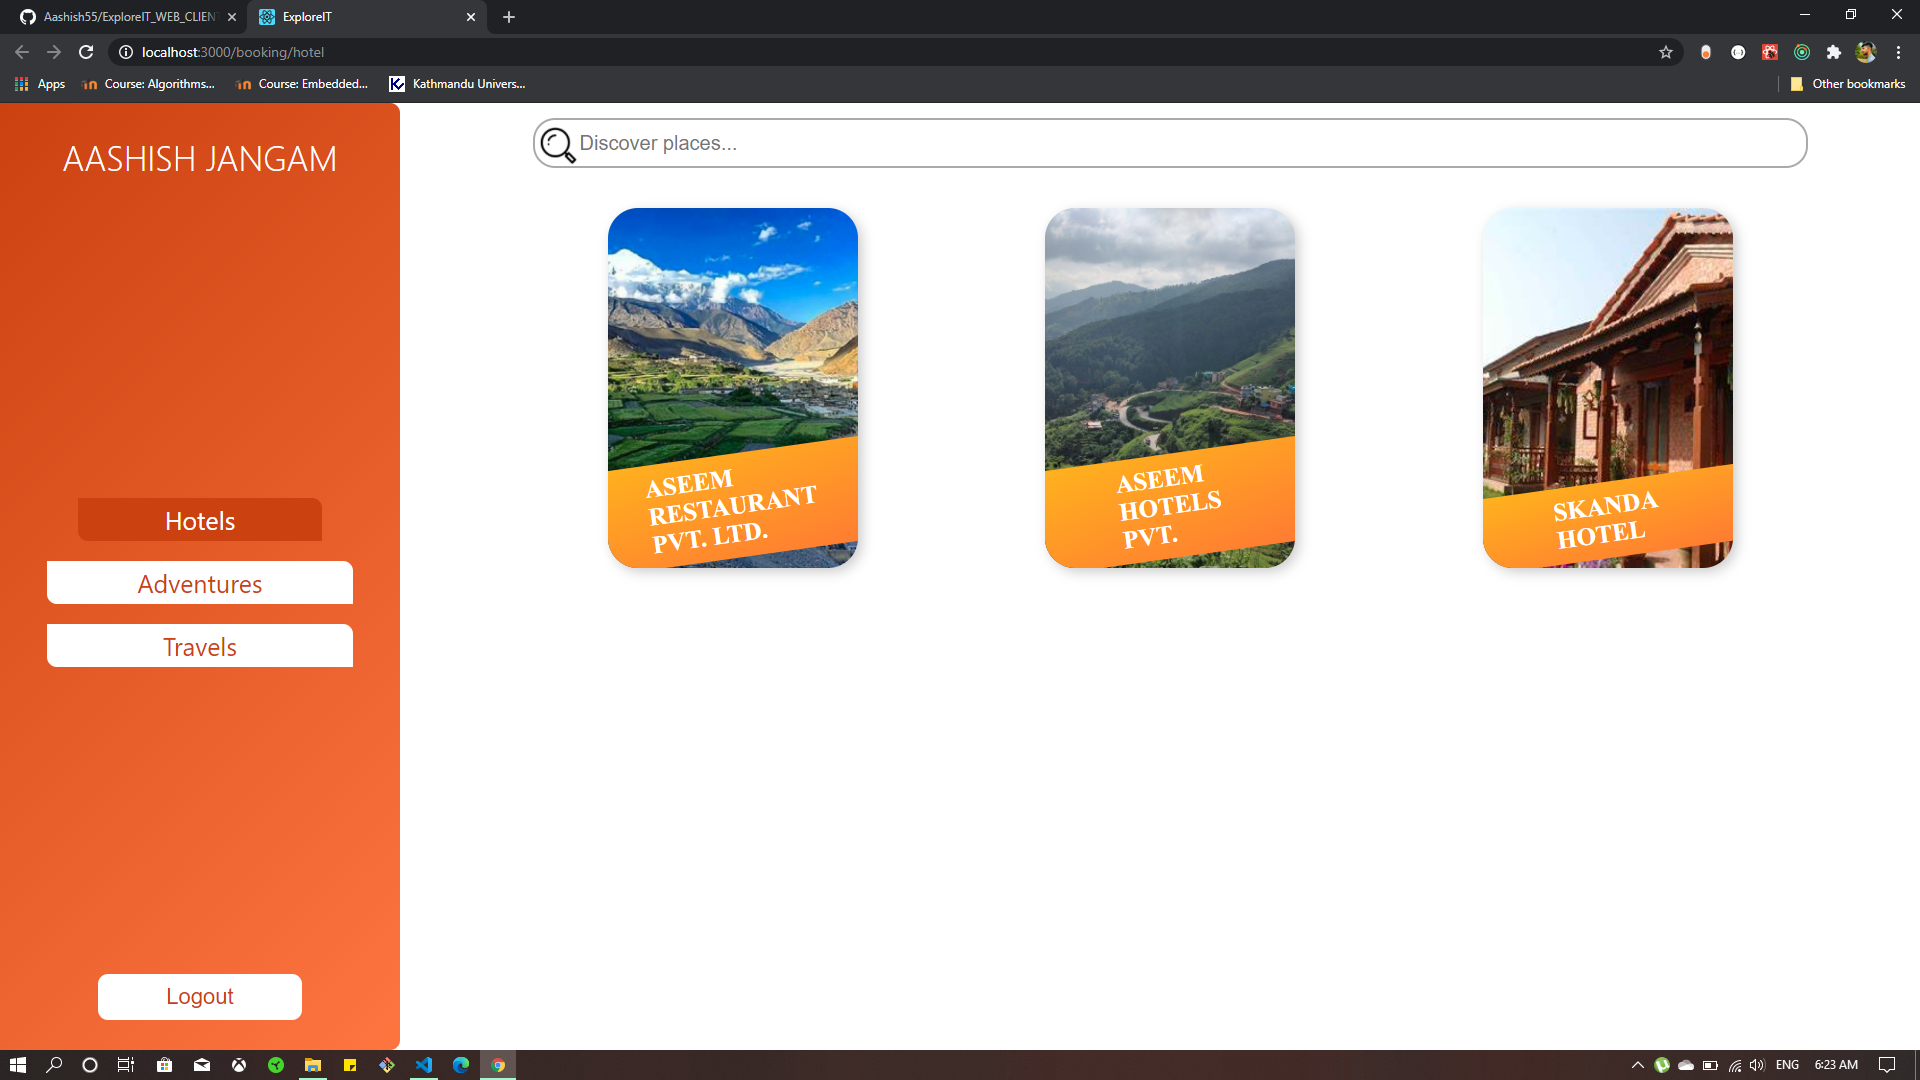 Aashish55/ExploreIT_WEB_CLIEN
ExploreIT
localhost:3000/booking/hotel
Apps
Course: Algorithms...
Course: Embedded...
Kathmandu Univers...
Other bookmarks
AASHISH JANGAM
Discover places...
ASEEM
RESTAURANT
PVT. LTD.
ASEEM
HOTELS
PVT.
SKANDA
HOTEL
Hotels
Adventures
Travels
Logout
ENG
6:23 AM